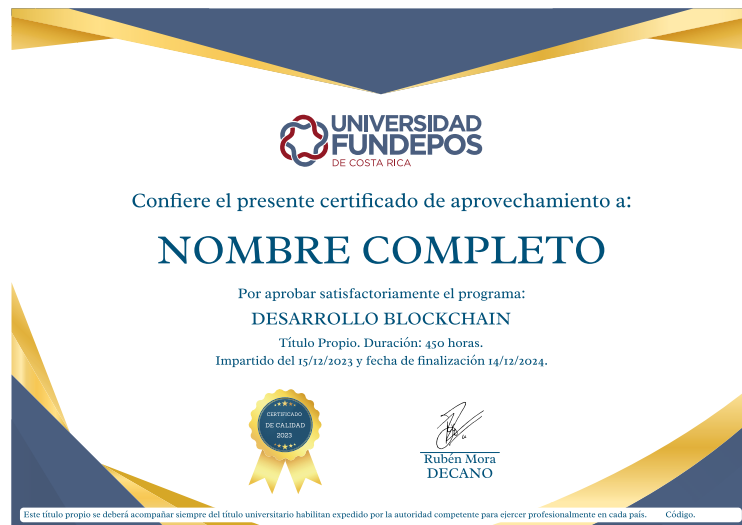 UNIVERSIDAD
FUNDEPOS
DE COSTA RICA
Confiere el presente certificado de aprovechamiento a:
NOMBRE COMPLETO
Por aprobar satisfactoriamente el programa:
DESARROLLO BLOCKCHAIN
Título Propio. Duración: 450 horas.
Impartido del 15/12/2023 y fecha de finalización 14/12/2024.
CERTIFICADO
DE CALIDAD
2023
Rubén Mora
DECANO
Este título propio se deberá acompañar siempre del título universitario habilitan expedido por la autoridad competente para ejercer profesionalmente en cada país. Código.